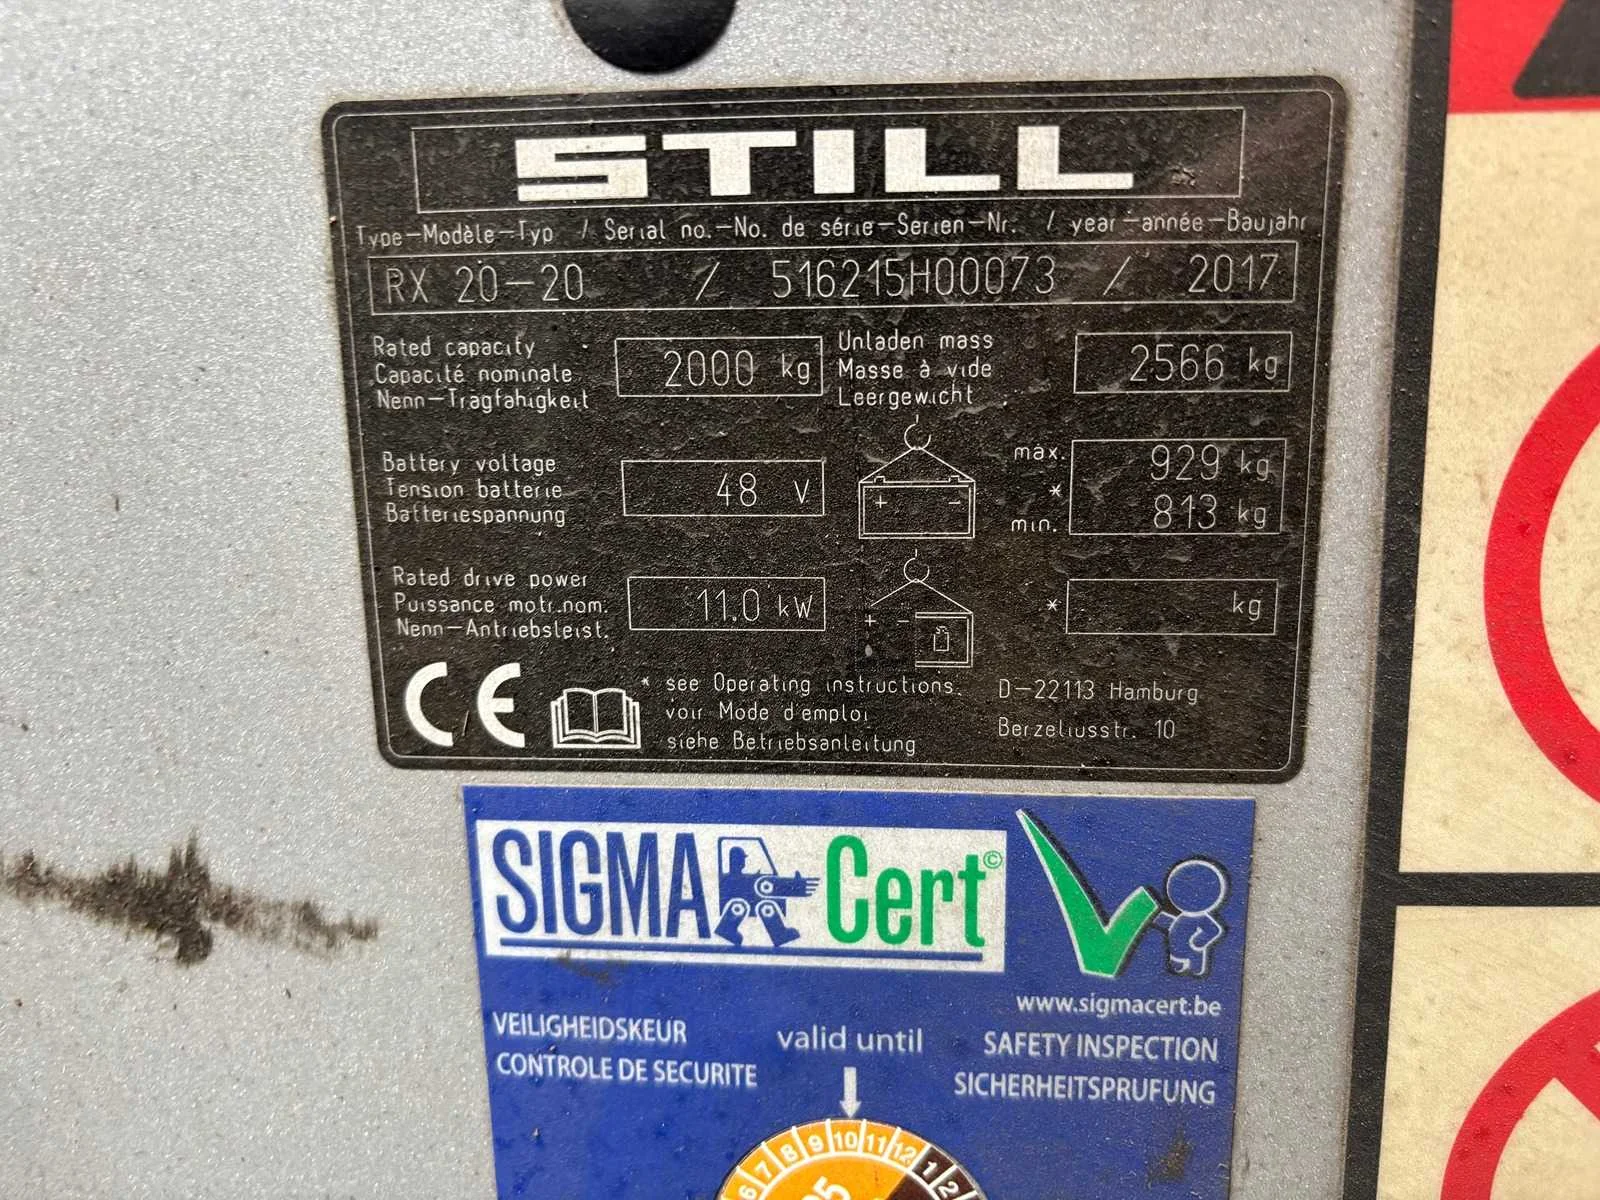 STILL
Type-Modèle-Typ / Serial no.-No. de série-Serien-Nr. / year-année-Baujahr
RX 20-20 / 516215H00073 / 2017
Rated capacity
Capacité nominale
Nenn-Tragfähigkeit
2000 kg
Unladen mass
Masse à vide
Leergewicht
2566 kg
Battery voltage
Tension batterie
Batteriespannung
48 V
+ -
max. 929 kg
*
min. 813 kg
Rated drive power
Puissance motr.nom.
Nenn-Antriebsleist.
11.0 kW
+ -
* kg
CE
* see Operating instructions.
voir Mode d'emploi
siehe Betriebsanleitung
D-22113 Hamburg
Berzeliusstr. 10
SIGMA Cert©
www.sigmacert.be
VEILIGHEIDSKEUR
CONTROLE DE SECURITE
valid until
SAFETY INSPECTION
SICHERHEITSPRUFUNG
6 7 8 9 10 11 12 1 2